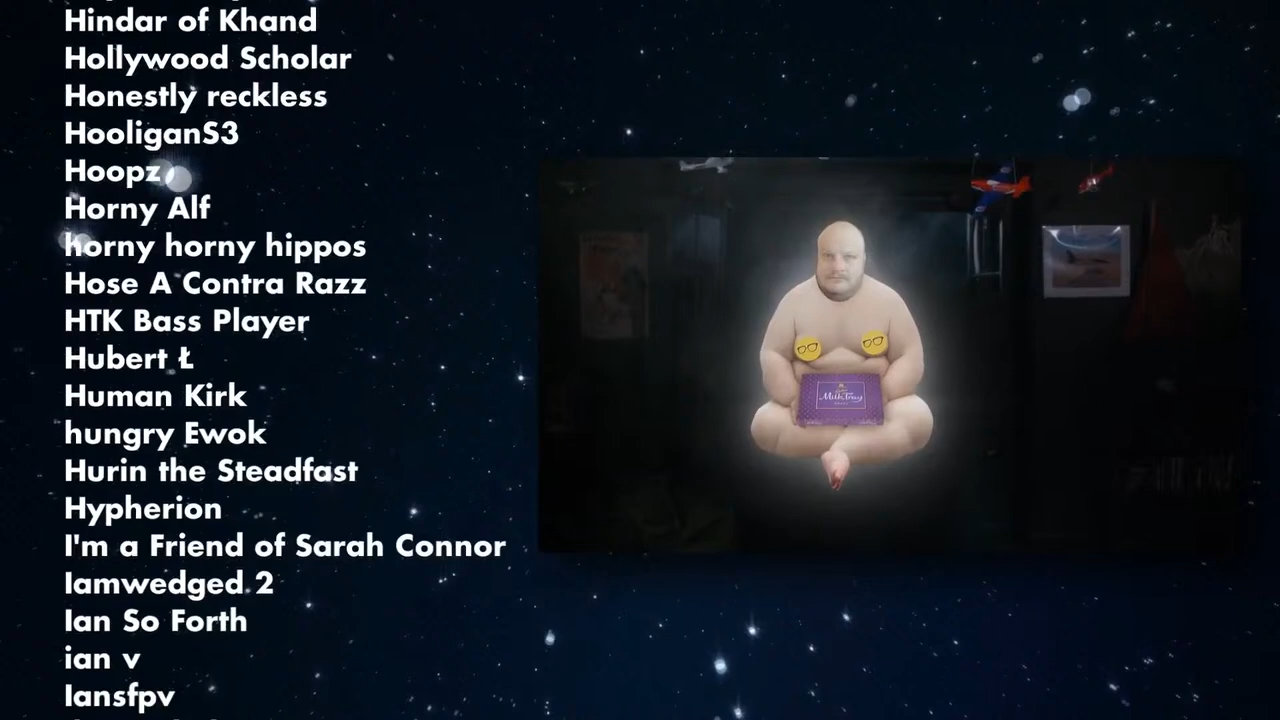 Hindar of Khand
Hollywood Scholar
Honestly reckless
HooliganS3
Hoopz
Horny Alf
horny horny hippos
Hose A Contra Razz
HTK Bass Player
Hubert Ł
Human Kirk
hungry Ewok
Hurin the Steadfast
Hypherion
I'm a Friend of Sarah Connor
Iamwedged 2
Ian So Forth
ian v
Iansfpv
Milk Tray